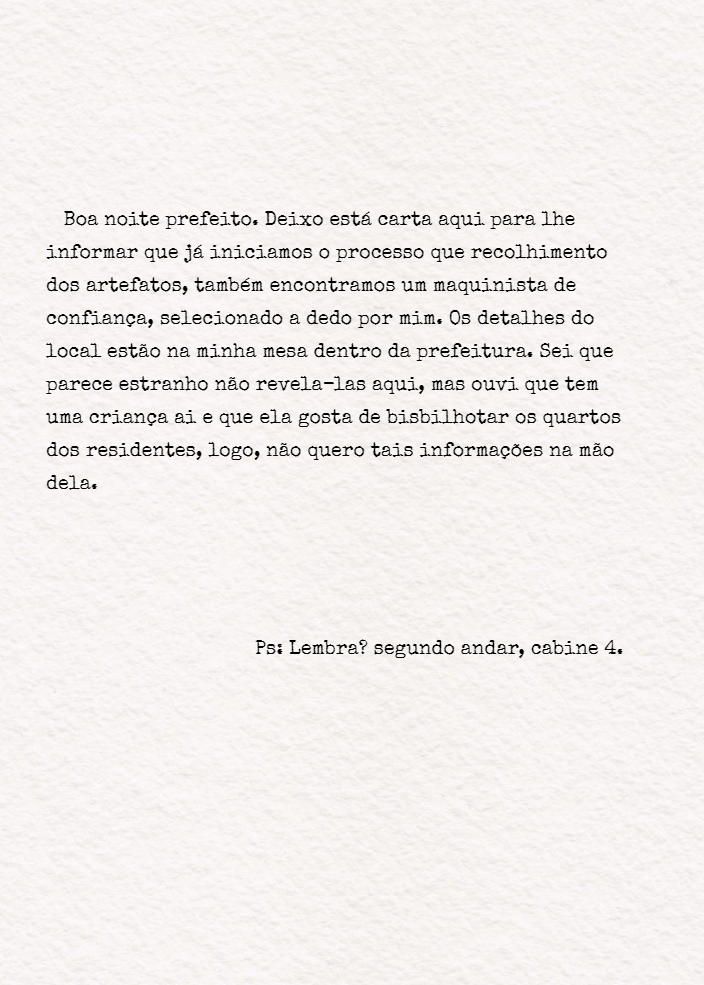 Boa noite prefeito. Deixo está carta aqui para lhe
informar que já iniciamos o processo que recolhimento
dos artefatos, também encontramos um maquinista de
confiança, selecionado a dedo por mim. Os detalhes do
local estão na minha mesa dentro da prefeitura. Sei que
parece estranho não revela-las aqui, mas ouvi que tem
uma criança ai e que ela gosta de bisbilhotar os quartos
dos residentes, logo, não quero tais informações na mão
dela.
Ps: Lembra? segundo andar, cabine 4.